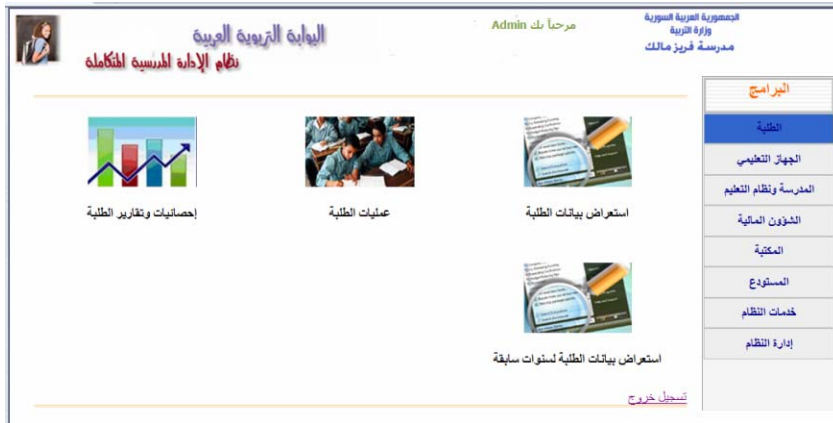 الجمهورية العربية السورية
وزارة التربية
مدرسة فريز مالك
مرحباً بك Admin
البوابة التربوية العربية
نظام الإدارة المدرسية المتكاملة
البرامج
الطلبة
الجهاز التعليمي
المدرسة ونظام التعليم
الشؤون المالية
المكتبة
المستودع
خدمات النظام
إدارة النظام
استعراض بيانات الطلبة
عمليات الطلبة
إحصائيات وتقارير الطلبة
استعراض بيانات الطلبة لسنوات سابقة
تسجيل خروج